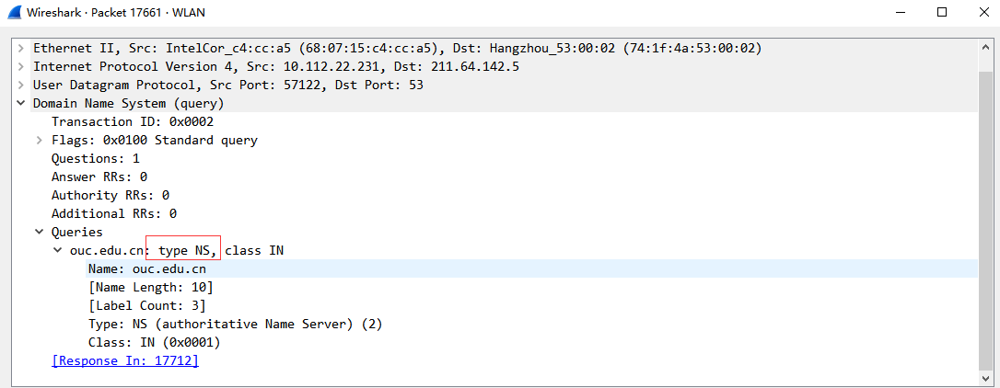 Wireshark · Packet 17661 · WLAN
Ethernet II, Src: IntelCor_c4:cc:a5 (68:07:15:c4:cc:a5), Dst: Hangzhou_53:00:02 (74:1f:4a:53:00:02)
Internet Protocol Version 4, Src: 10.112.22.231, Dst: 211.64.142.5
User Datagram Protocol, Src Port: 57122, Dst Port: 53
Domain Name System (query)
Transaction ID: 0x0002
Flags: 0x0100 Standard query
Questions: 1
Answer RRs: 0
Authority RRs: 0
Additional RRs: 0
Queries
ouc.edu.cn: type NS, class IN
Name: ouc.edu.cn
[Name Length: 10]
[Label Count: 3]
Type: NS (authoritative Name Server) (2)
Class: IN (0x0001)
[Response In: 17712]